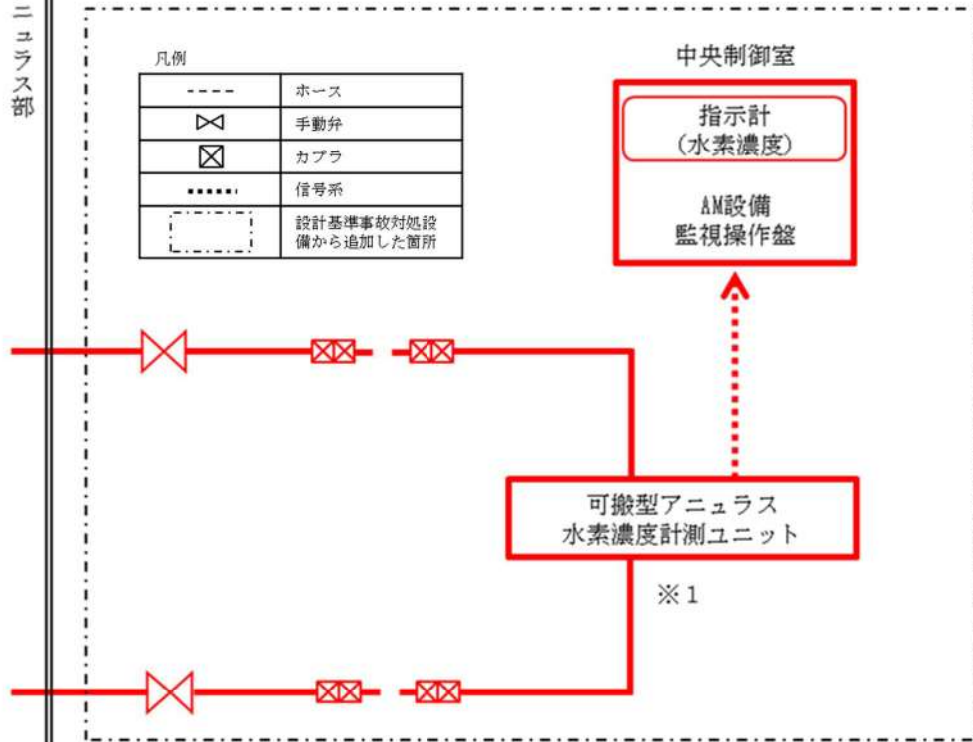 ニュラス部
凡例
ホース
手動弁
カプラ
信号系
設計基準事故対処設
備から追加した箇所
中央制御室
指示計
(水素濃度)
AM設備
監視操作盤
可搬型アニュラス
水素濃度計測ユニット
※1